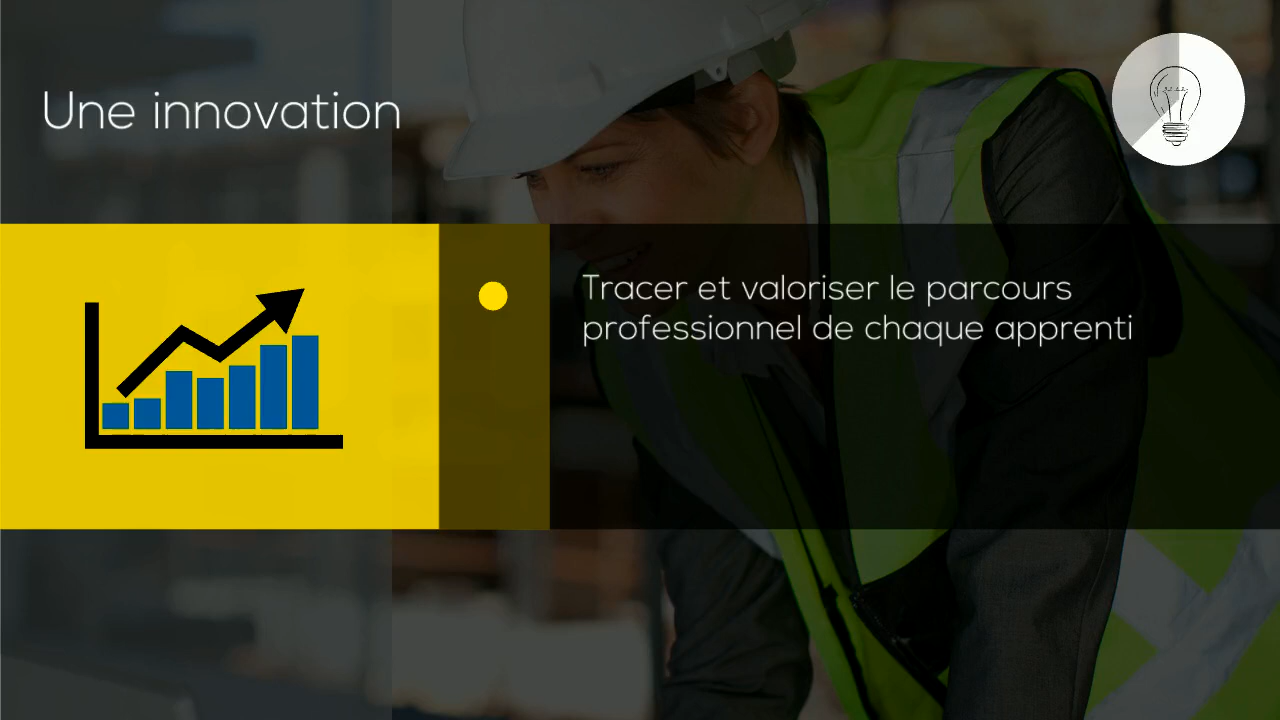 Une innovation
Tracer et valoriser le parcours
professionnel de chaque apprenti